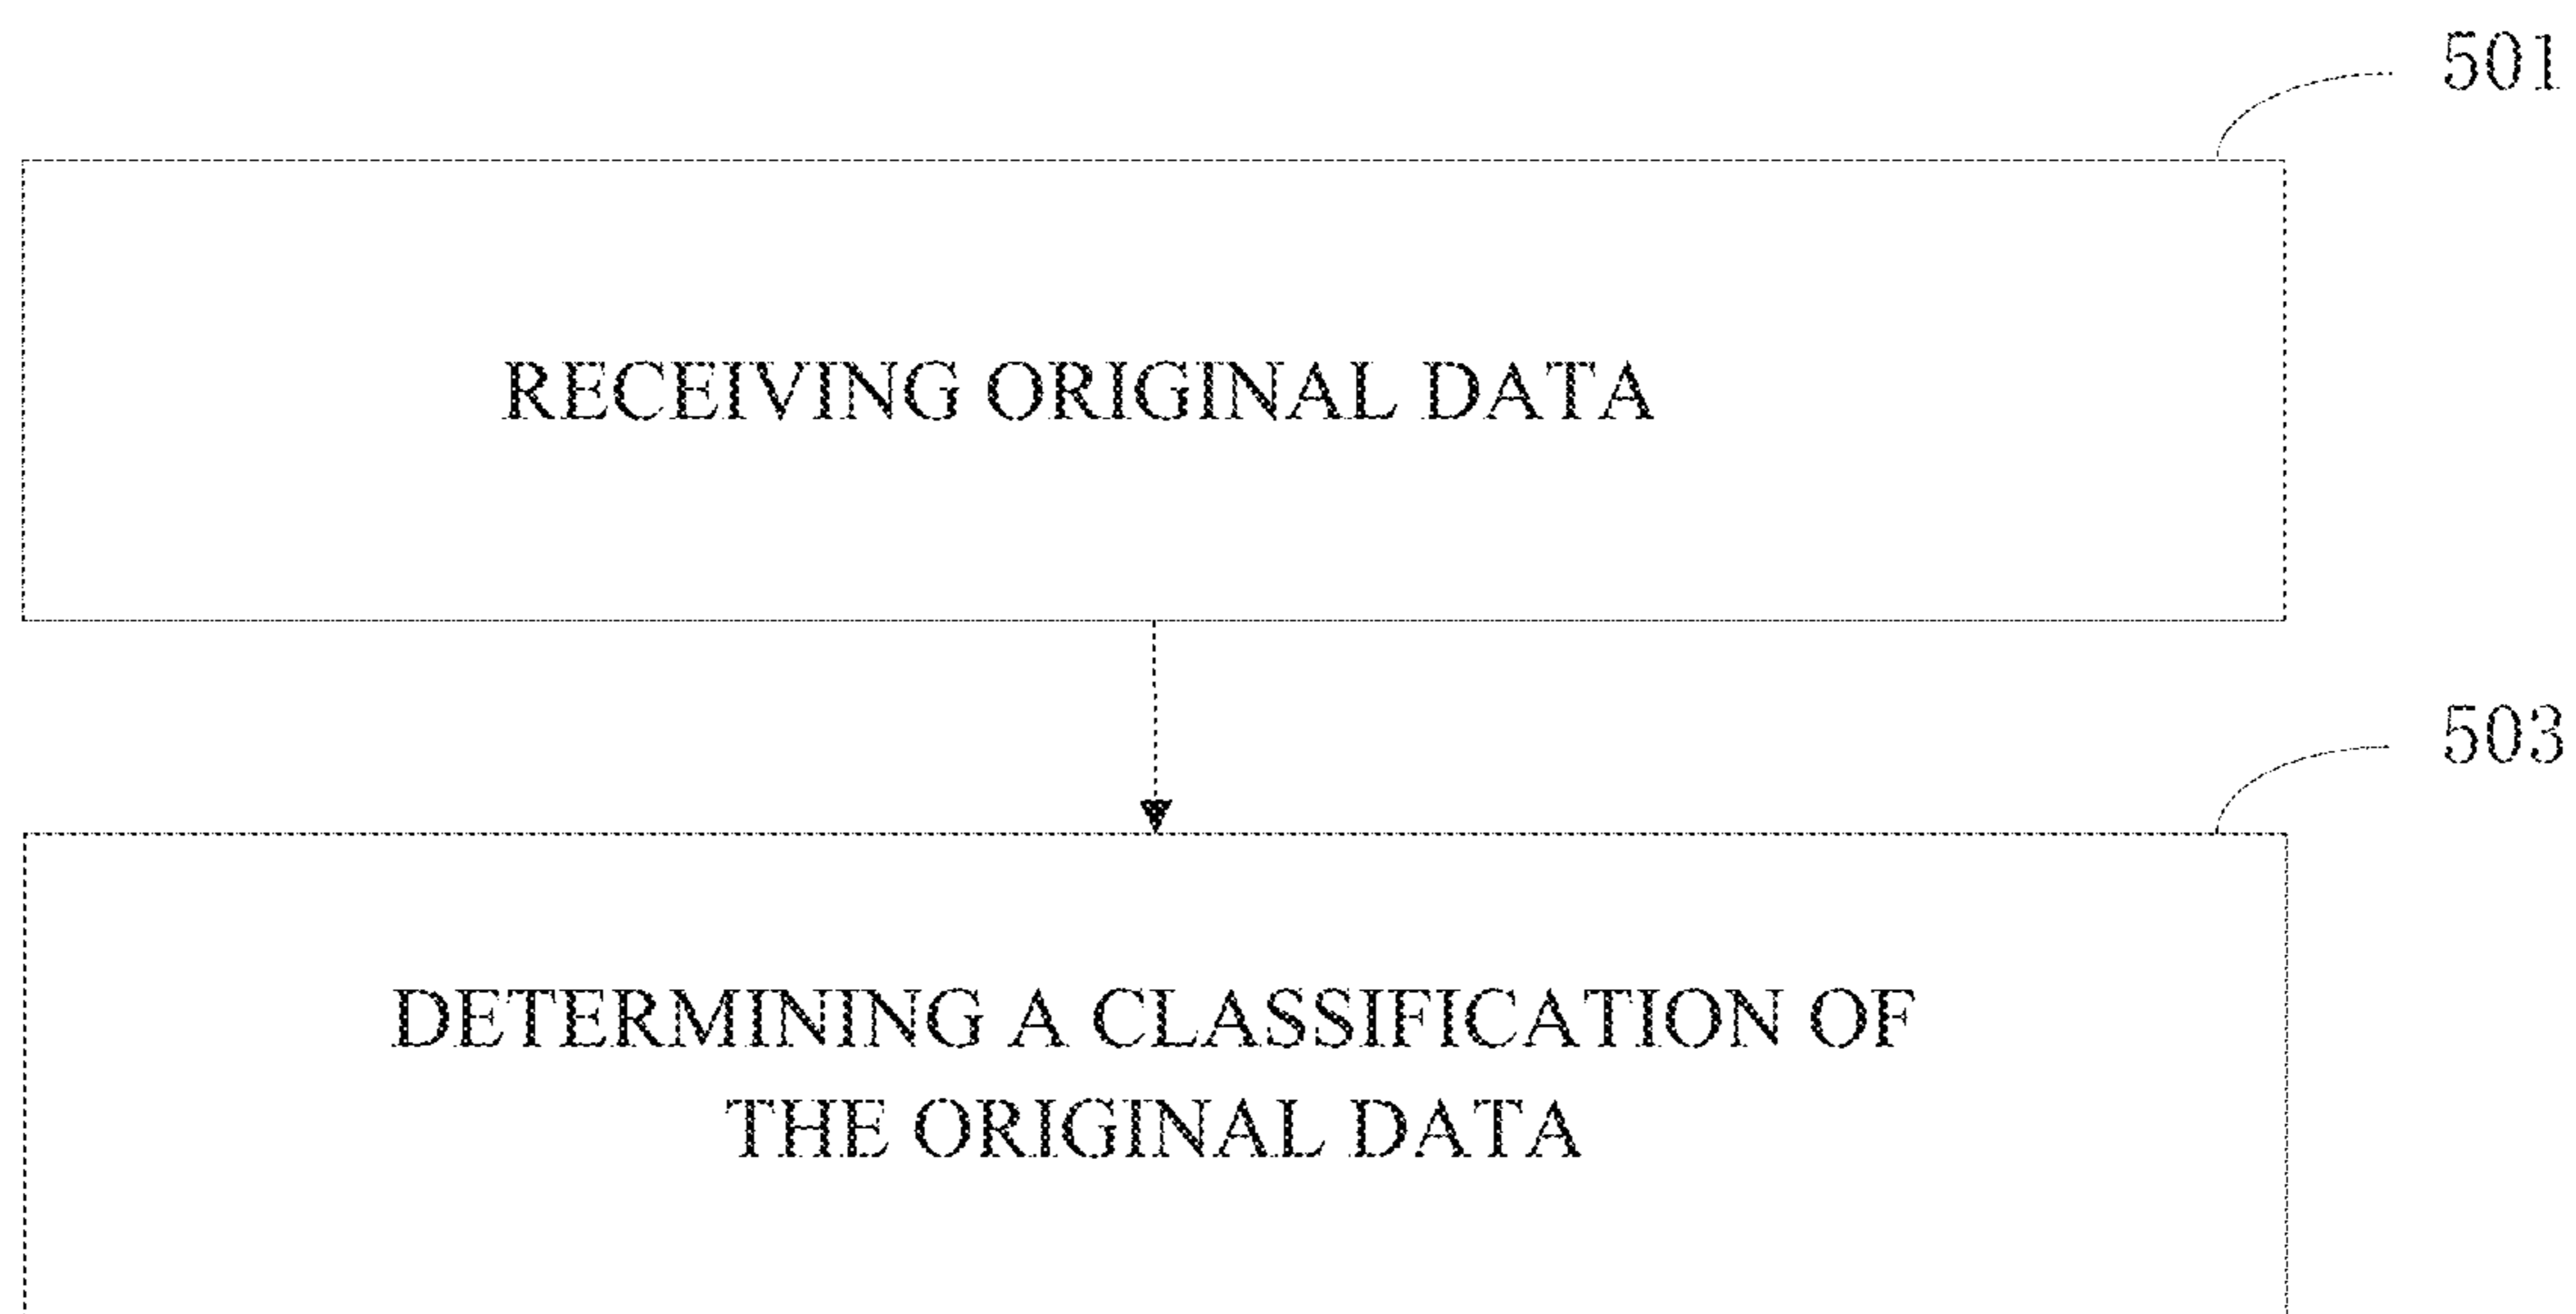 501
RECEIVING ORIGINAL DATA
503
DETERMINING A CLASSIFICATION OF
THE ORIGINAL DATA